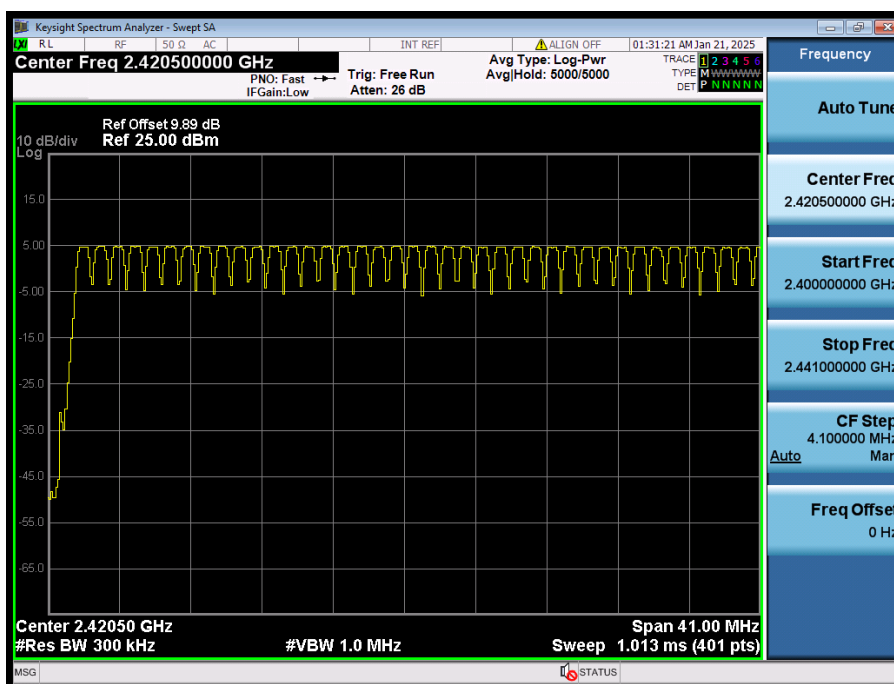 Keysight Spectrum Analyzer - Swept SA
LXI RL RF 50 Ω AC INT REF ALIGN OFF 01:31:21 AM Jan 21, 2025
Center Freq 2.420500000 GHz
PNO: Fast
IFGain:Low
Trig: Free Run
Atten: 26 dB
Avg Type: Log-Pwr
Avg|Hold: 5000/5000
TRACE 1 2 3 4 5 6
TYPE M WWWWW
DET P N N N N N
Ref Offset 9.89 dB
10 dB/div Ref 25.00 dBm
Log
15.0
5.00
-5.00
-15.0
-25.0
-35.0
-45.0
-55.0
-65.0
Center 2.42050 GHz Span 41.00 MHz
#Res BW 300 kHz #VBW 1.0 MHz Sweep 1.013 ms (401 pts)
MSG STATUS
Frequency
Auto Tune
Center Freq
2.420500000 GHz
Start Freq
2.400000000 GHz
Stop Freq
2.441000000 GHz
CF Step
4.100000 MHz
Auto Man
Freq Offset
0 Hz